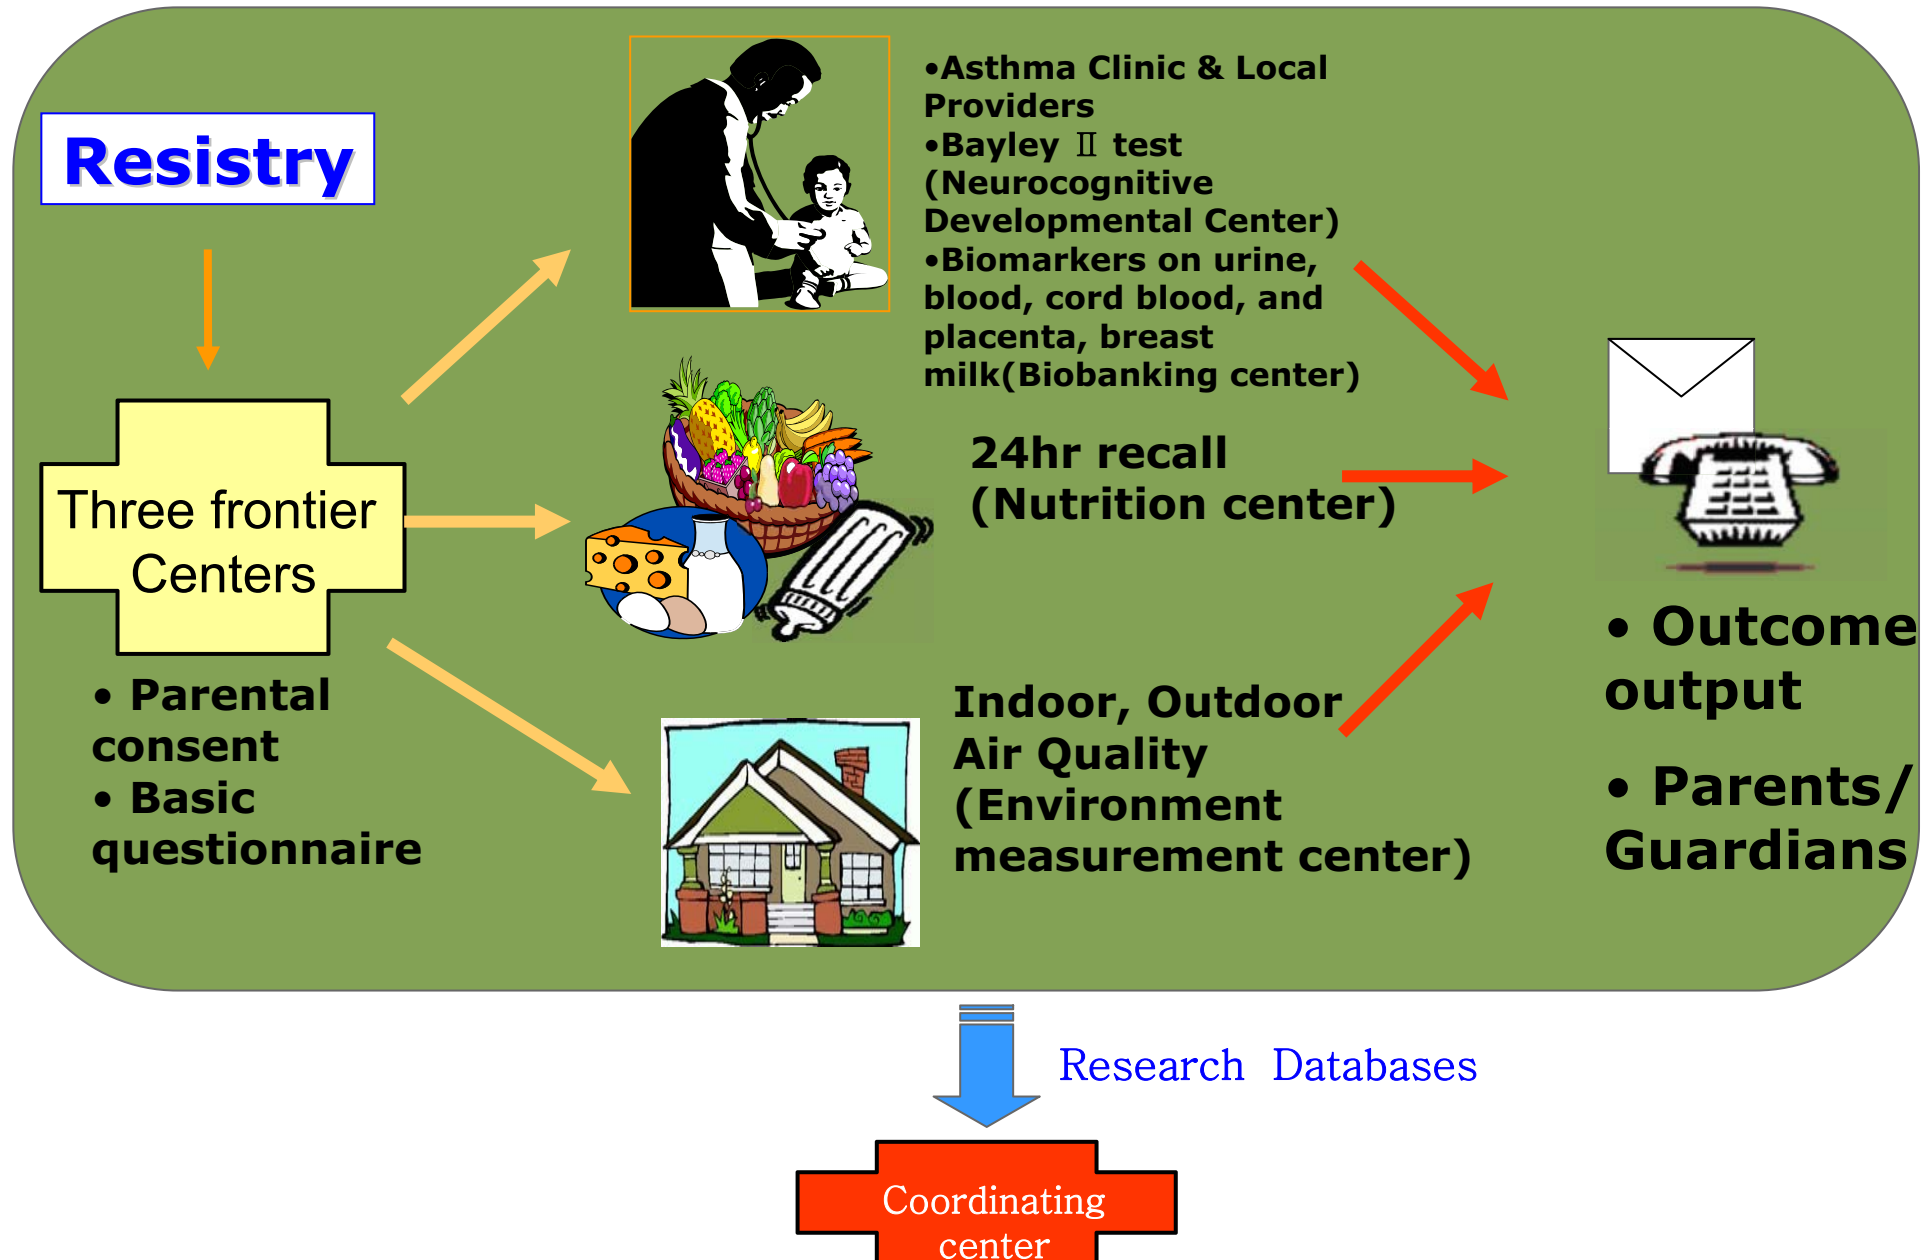 Resistry
Three frontier
Centers
• Parental
consent
• Basic
questionnaire
•Asthma Clinic & Local
Providers
•Bayley Ⅱ test
(Neurocognitive
Developmental Center)
•Biomarkers on urine,
blood, cord blood, and
placenta, breast
milk(Biobanking center)
24hr recall
(Nutrition center)
Indoor, Outdoor
Air Quality
(Environment
measurement center)
• Outcome
output
• Parents/
Guardians
Research Databases
Coordinating
center